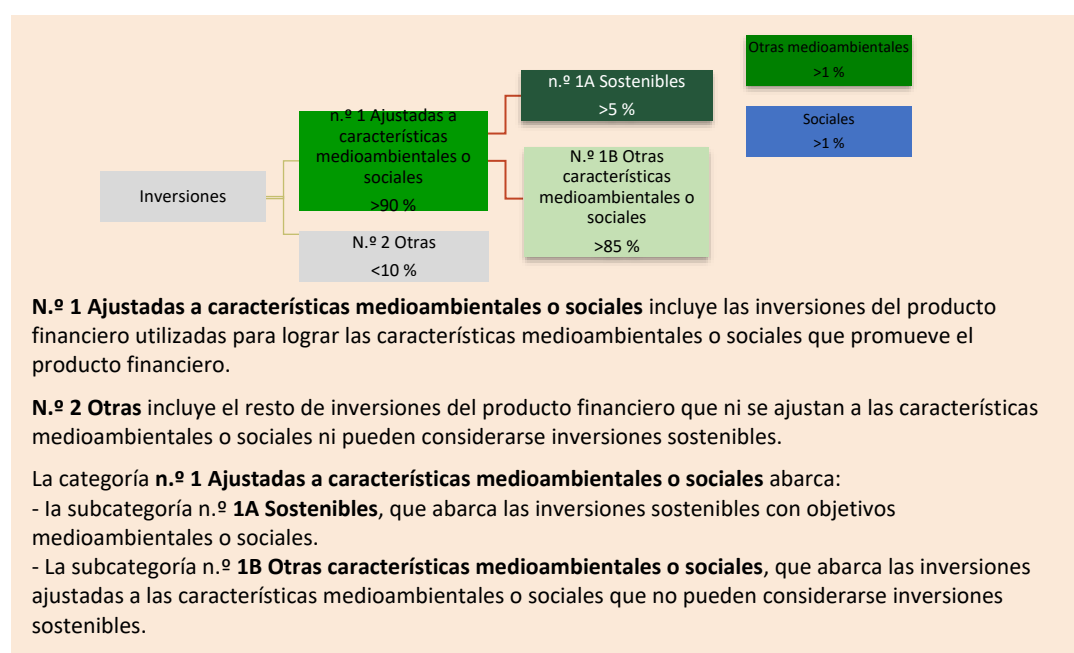 Inversiones
n.º 1 Ajustadas a
características
medioambientales o
sociales
>90 %
N.º 2 Otras
<10 %
n.º 1A Sostenibles
>5 %
N.º 1B Otras
características
medioambientales o
sociales
>85 %
Otras medioambientales
>1 %
Sociales
>1 %
N.º 1 Ajustadas a características medioambientales o sociales incluye las inversiones del producto
financiero utilizadas para lograr las características medioambientales o sociales que promueve el
producto financiero.
N.º 2 Otras incluye el resto de inversiones del producto financiero que ni se ajustan a las características
medioambientales o sociales ni pueden considerarse inversiones sostenibles.
La categoría n.º 1 Ajustadas a características medioambientales o sociales abarca:
- la subcategoría n.º 1A Sostenibles, que abarca las inversiones sostenibles con objetivos
medioambientales o sociales.
- La subcategoría n.º 1B Otras características medioambientales o sociales, que abarca las inversiones
ajustadas a las características medioambientales o sociales que no pueden considerarse inversiones
sostenibles.